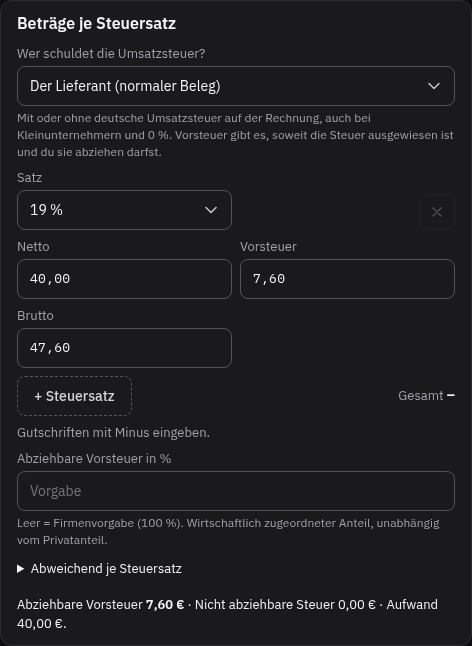 Beträge je Steuersatz
Wer schuldet die Umsatzsteuer?
Der Lieferant (normaler Beleg)
Mit oder ohne deutsche Umsatzsteuer auf der Rechnung, auch bei
Kleinunternehmern und 0 %. Vorsteuer gibt es, soweit die Steuer ausgewiesen ist
und du sie abziehen darfst.
Satz
19 %
Netto Vorsteuer
40,00 7,60
Brutto
47,60
+ Steuersatz Gesamt –
Gutschriften mit Minus eingeben.
Abziehbare Vorsteuer in %
Vorgabe
Leer = Firmenvorgabe (100 %). Wirtschaftlich zugeordneter Anteil, unabhängig
vom Privatanteil.
Abweichend je Steuersatz
Abziehbare Vorsteuer 7,60 € · Nicht abziehbare Steuer 0,00 € · Aufwand
40,00 €.